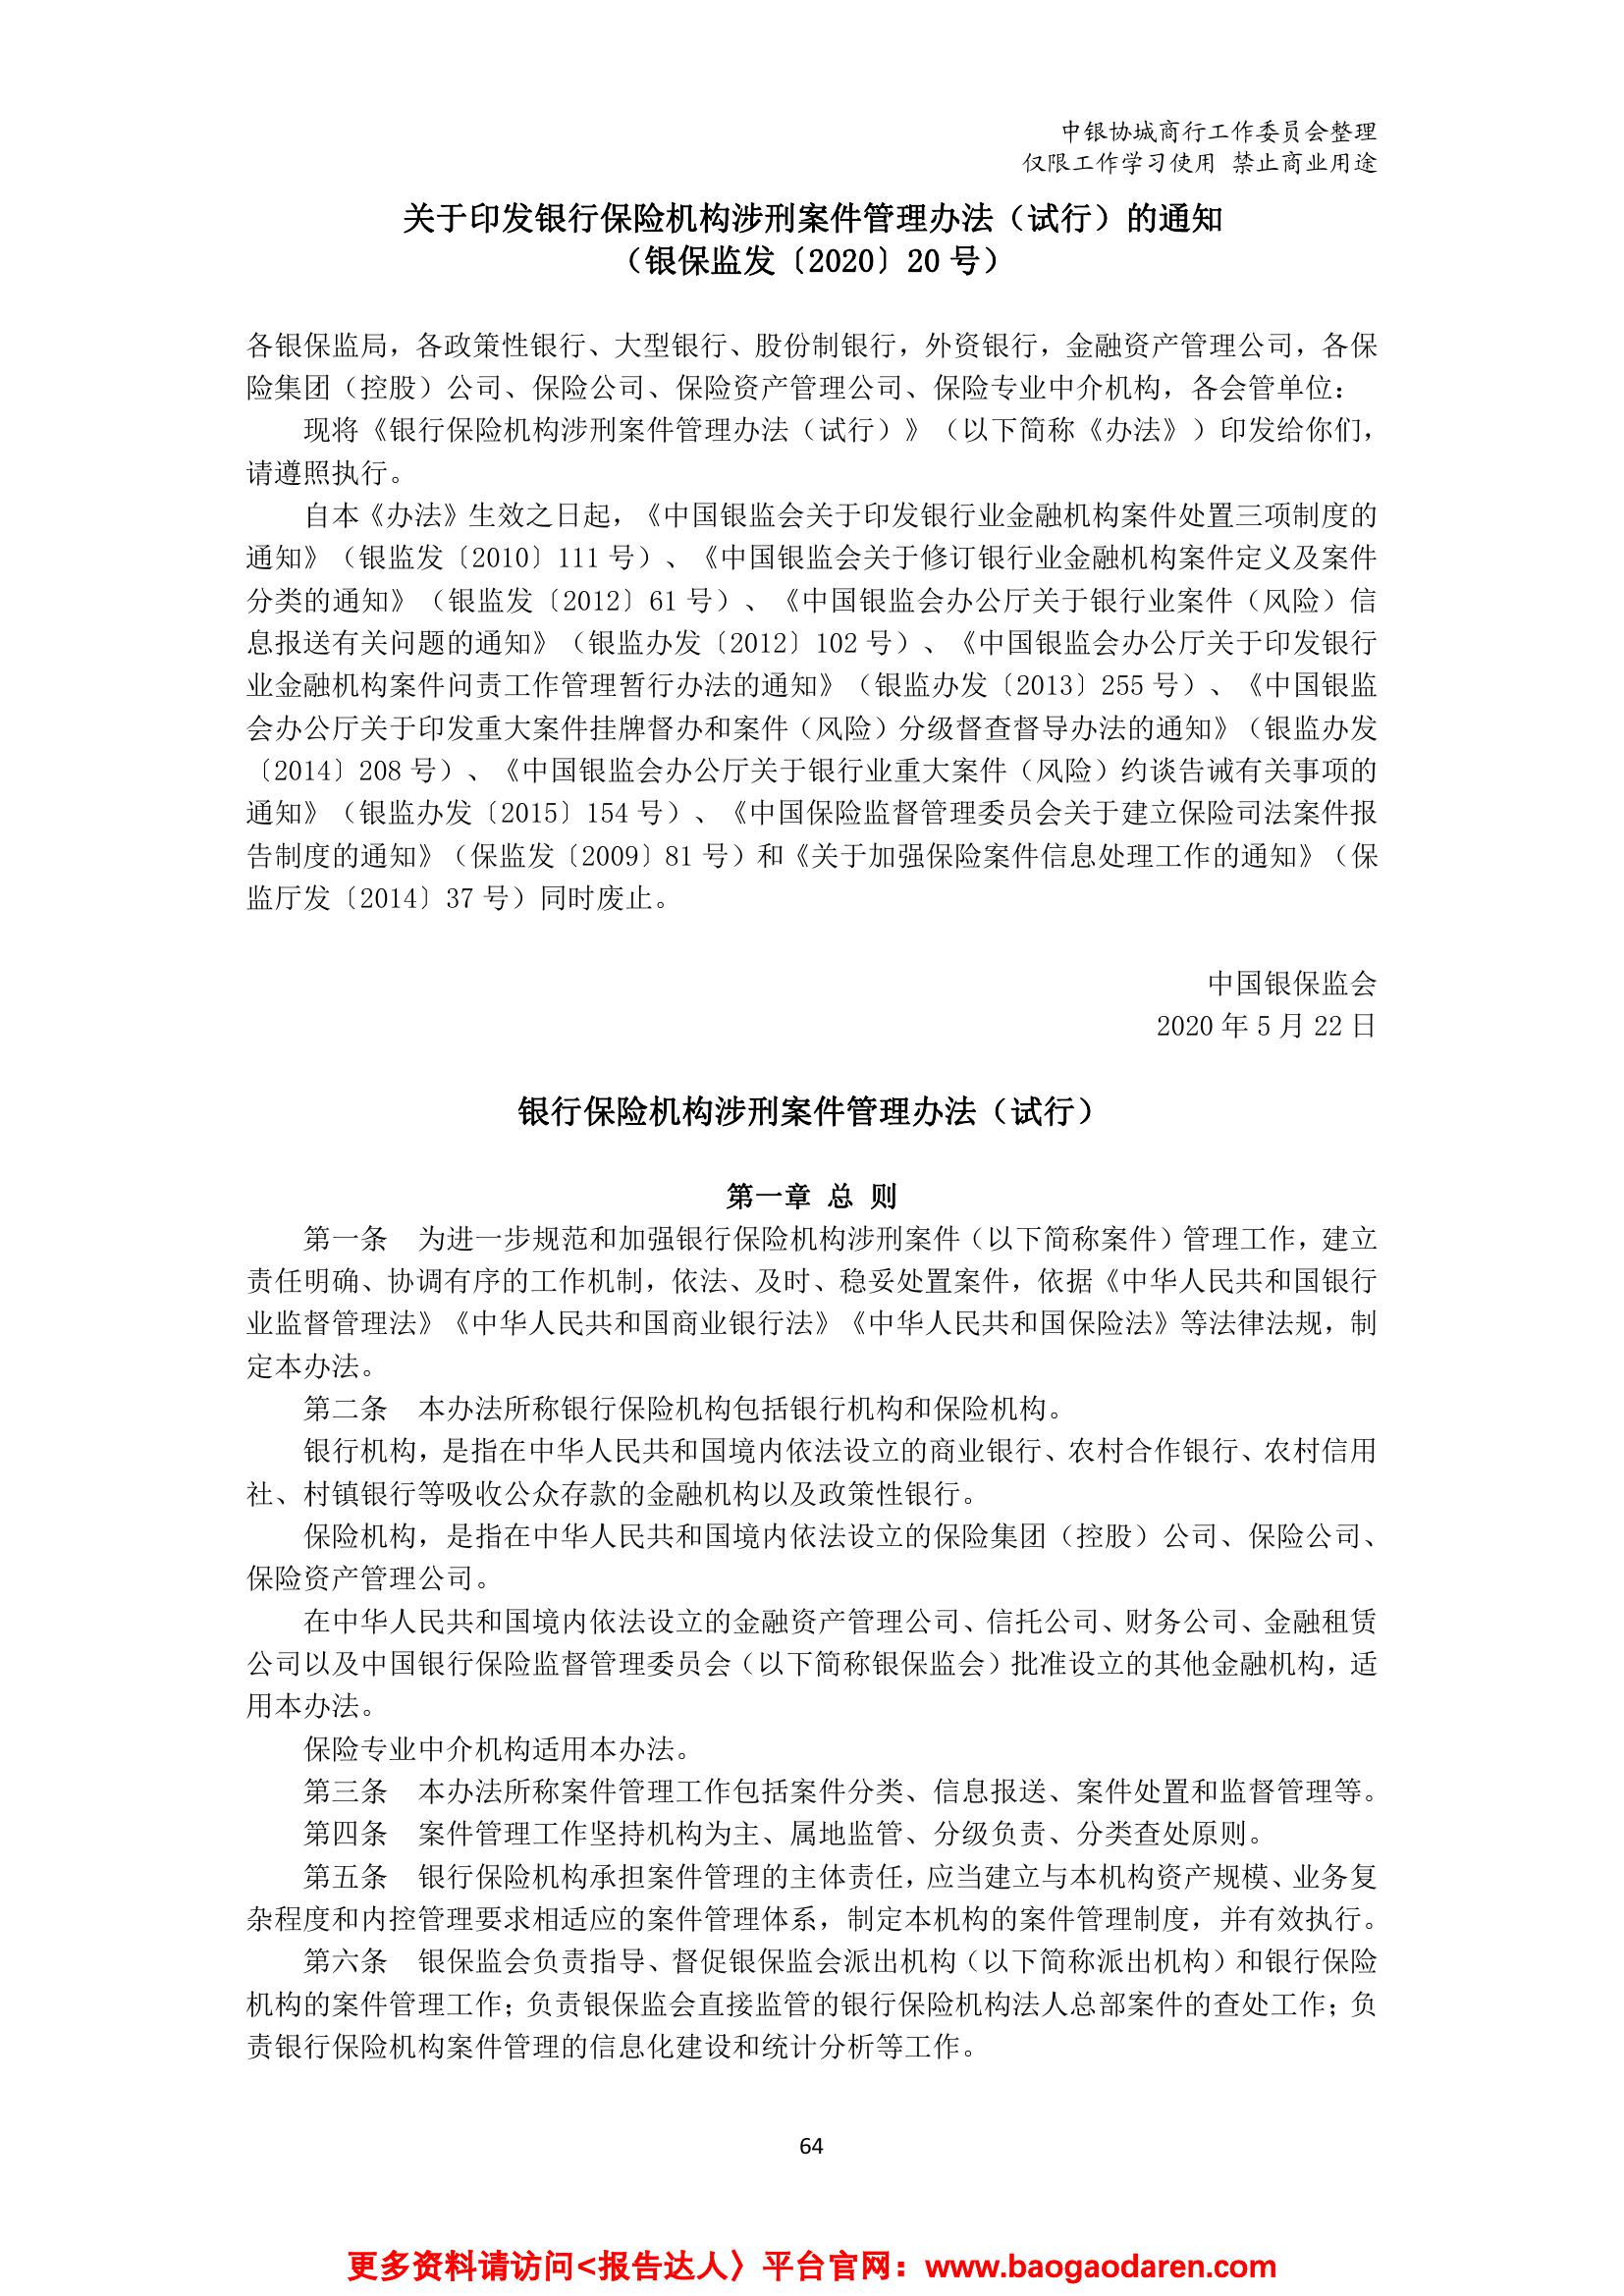 中银协城商行工作委员会整理
仅限工作学习使用 禁止商业用途
关于印发银行保险机构涉刑案件管理办法（试行）的通知
（银保监发〔2020〕20 号）
各银保监局，各政策性银行、大型银行、股份制银行，外资银行，金融资产管理公司，各保
险集团（控股）公司、保险公司、保险资产管理公司、保险专业中介机构，各会管单位：
现将《银行保险机构涉刑案件管理办法（试行）》（以下简称《办法》）印发给你们，
请遵照执行。
自本《办法》生效之日起，《中国银监会关于印发银行业金融机构案件处置三项制度的
通知》（银监发〔2010〕111 号）、《中国银监会关于修订银行业金融机构案件定义及案件
分类的通知》（银监发〔2012〕61 号）、《中国银监会办公厅关于银行业案件（风险）信
息报送有关问题的通知》（银监办发〔2012〕102 号）、《中国银监会办公厅关于印发银行
业金融机构案件问责工作管理暂行办法的通知》（银监办发〔2013〕255 号）、《中国银监
会办公厅关于印发重大案件挂牌督办和案件（风险）分级督查督导办法的通知》（银监办发
〔2014〕208 号）、《中国银监会办公厅关于银行业重大案件（风险）约谈告诫有关事项的
通知》（银监办发〔2015〕154 号）、《中国保险监督管理委员会关于建立保险司法案件报
告制度的通知》（保监发〔2009〕81 号）和《关于加强保险案件信息处理工作的通知》（保
监厅发〔2014〕37 号）同时废止。
中国银保监会
2020 年 5 月 22 日
银行保险机构涉刑案件管理办法（试行）
第一章 总 则
第一条　为进一步规范和加强银行保险机构涉刑案件（以下简称案件）管理工作，建立
责任明确、协调有序的工作机制，依法、及时、稳妥处置案件，依据《中华人民共和国银行
业监督管理法》《中华人民共和国商业银行法》《中华人民共和国保险法》等法律法规，制
定本办法。
第二条　本办法所称银行保险机构包括银行机构和保险机构。
银行机构，是指在中华人民共和国境内依法设立的商业银行、农村合作银行、农村信用
社、村镇银行等吸收公众存款的金融机构以及政策性银行。
保险机构，是指在中华人民共和国境内依法设立的保险集团（控股）公司、保险公司、
保险资产管理公司。
在中华人民共和国境内依法设立的金融资产管理公司、信托公司、财务公司、金融租赁
公司以及中国银行保险监督管理委员会（以下简称银保监会）批准设立的其他金融机构，适
用本办法。
保险专业中介机构适用本办法。
第三条　本办法所称案件管理工作包括案件分类、信息报送、案件处置和监督管理等。
第四条　案件管理工作坚持机构为主、属地监管、分级负责、分类查处原则。
第五条　银行保险机构承担案件管理的主体责任，应当建立与本机构资产规模、业务复
杂程度和内控管理要求相适应的案件管理体系，制定本机构的案件管理制度，并有效执行。
第六条　银保监会负责指导、督促银保监会派出机构（以下简称派出机构）和银行保险
机构的案件管理工作；负责银保监会直接监管的银行保险机构法人总部案件的查处工作；负
责银行保险机构案件管理的信息化建设和统计分析等工作。
64
更多资料请访问<报告达人〉平台官网：www.baogaodaren.com